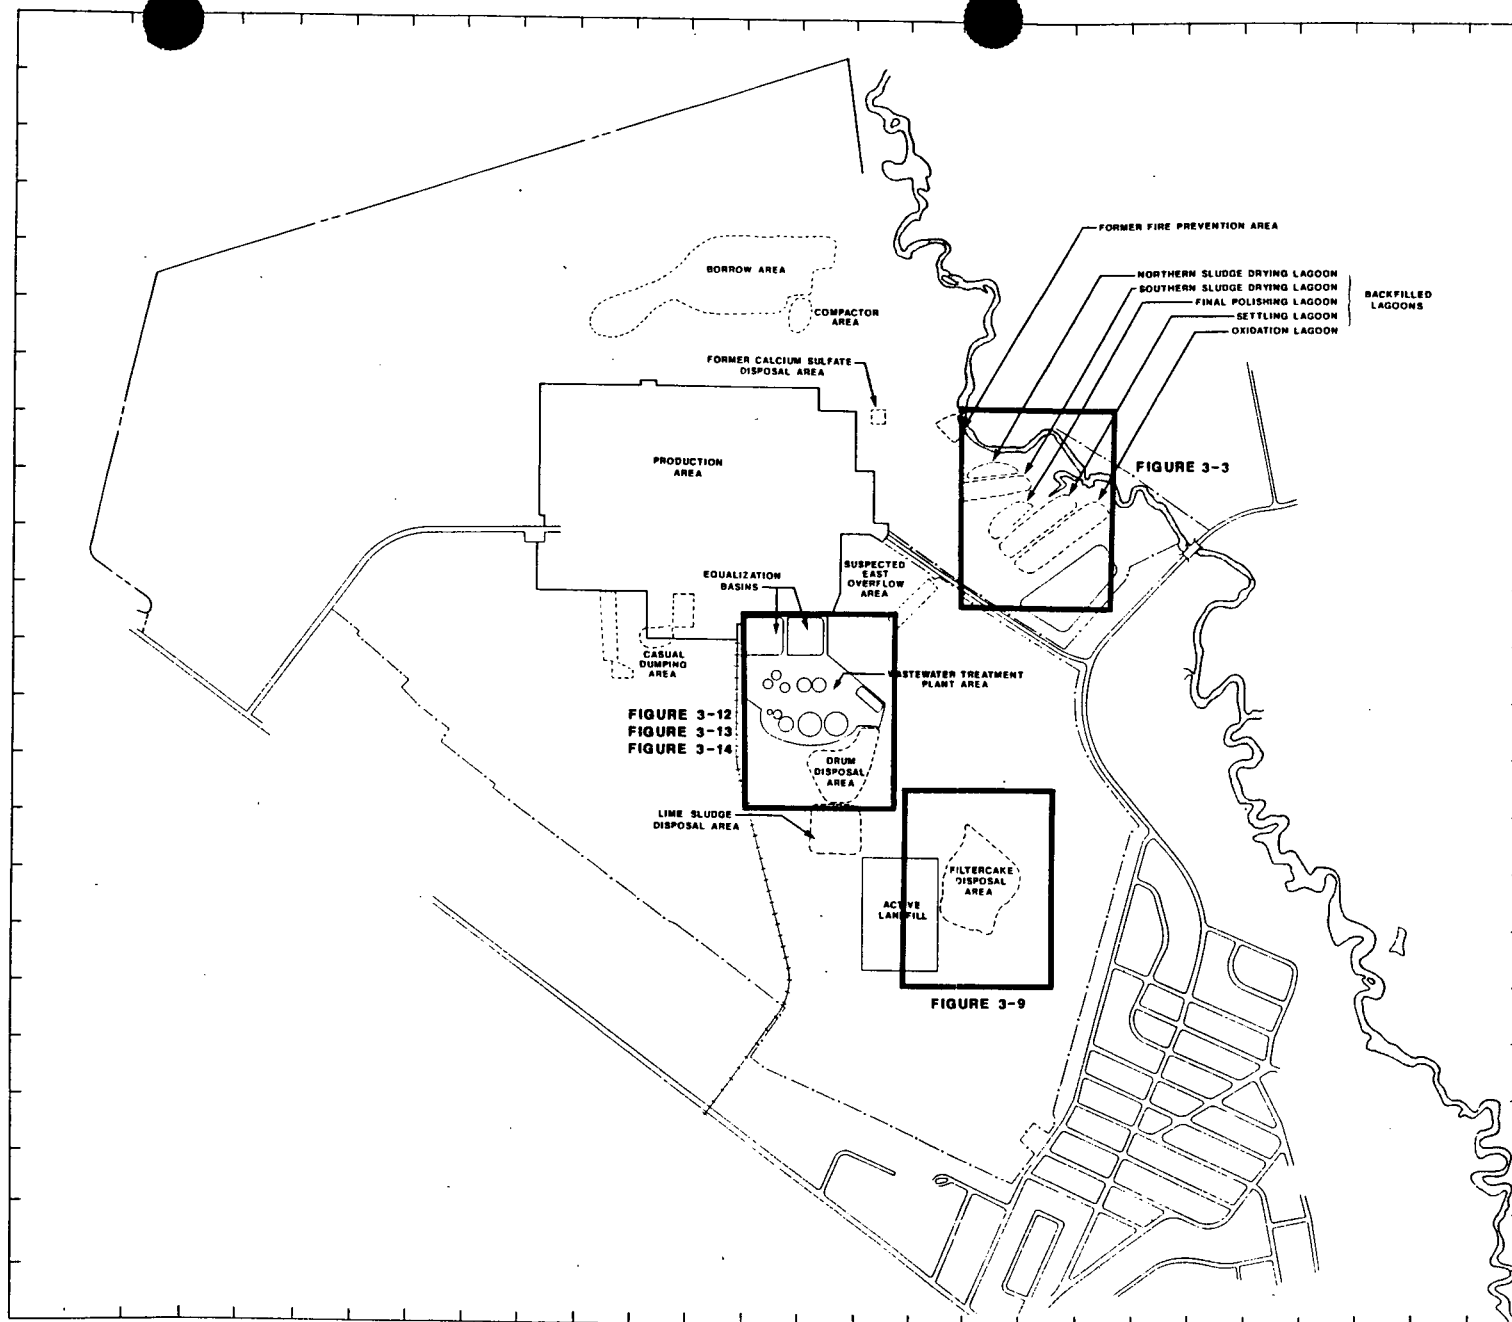 FORMER FIRE PREVENTION AREA
NORTHERN SLUDGE DRYING LAGOON
SOUTHERN SLUDGE DRYING LAGOON
FINAL POLISHING LAGOON
SETTLING LAGOON
OXIDATION LAGOON
BACKFILLED
LAGOONS
BORROW AREA
COMPACTOR
AREA
FORMER CALCIUM SULFATE
DISPOSAL AREA
PRODUCTION
AREA
FIGURE 3-3
SUSPECTED
EAST
OVERFLOW
AREA
EQUALIZATION
BASINS
CASUAL
DUMPING
AREA
WASTEWATER TREATMENT
PLANT AREA
FIGURE 3-12
FIGURE 3-13
FIGURE 3-14
DRUM
DISPOSAL
AREA
LIME SLUDGE
DISPOSAL AREA
FILTERCAKE
DISPOSAL
AREA
ACTIVE
LANDFILL
FIGURE 3-9